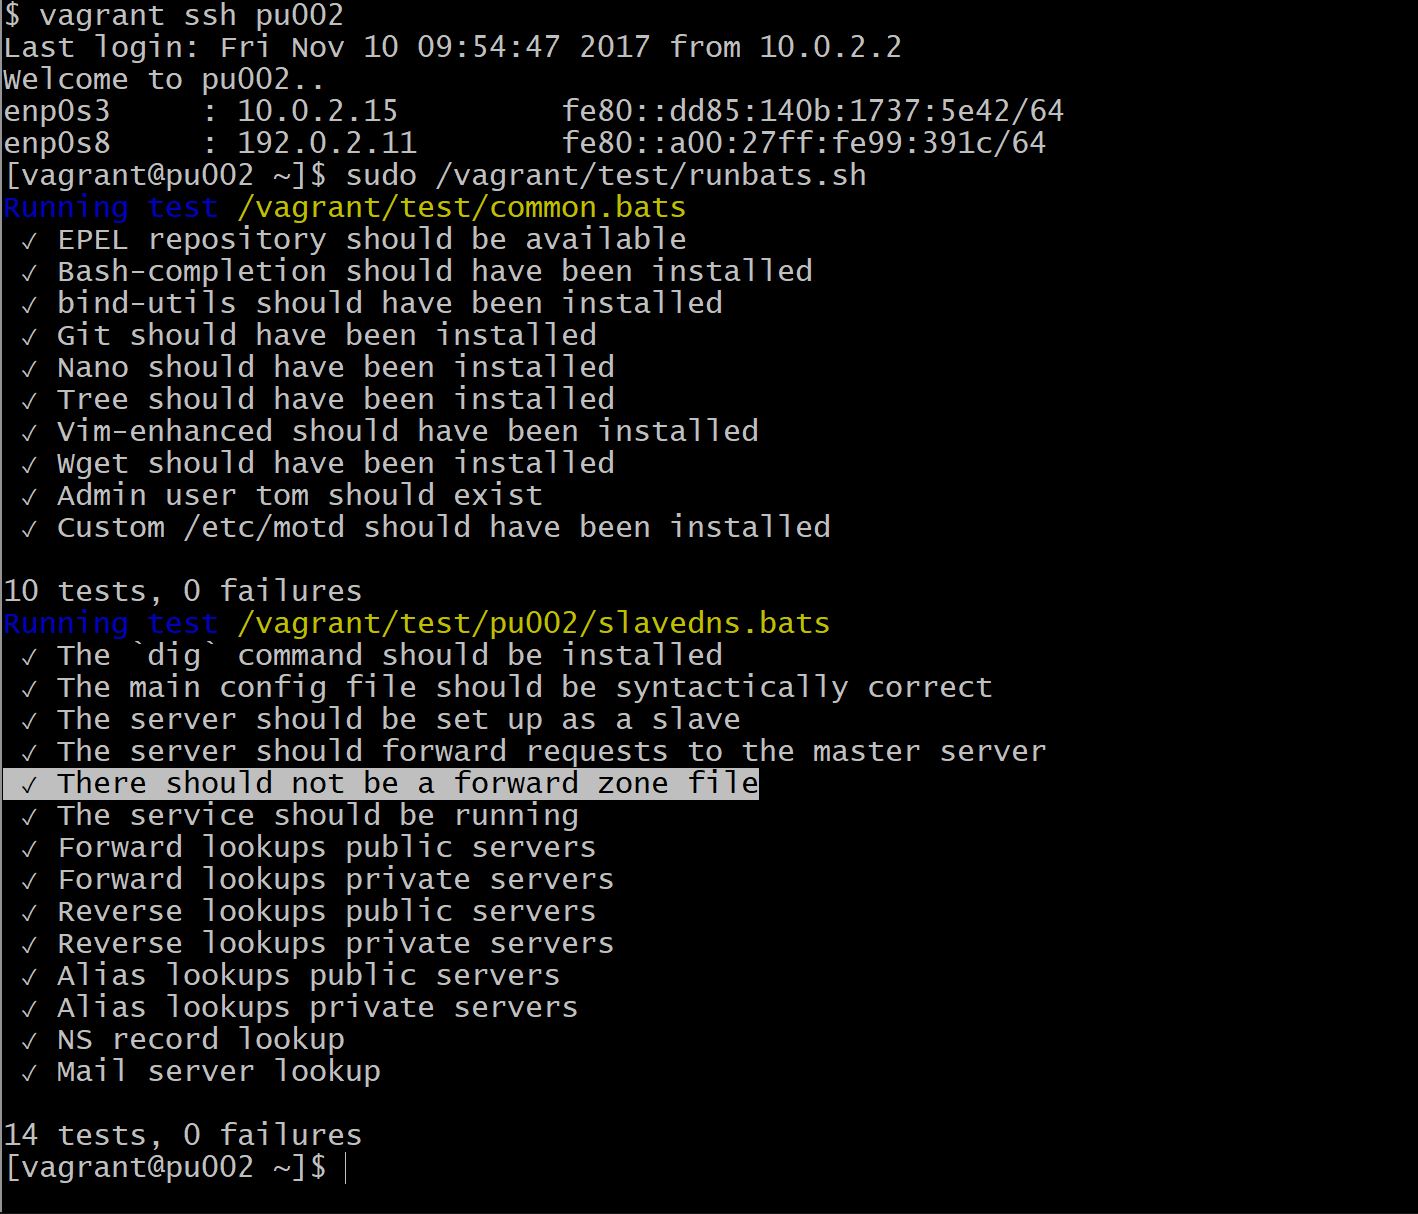 $ vagrant ssh pu002
Last login: Fri Nov 10 09:54:47 2017 from 10.0.2.2
Welcome to pu002..
enp0s3     : 10.0.2.15         fe80::dd85:140b:1737:5e42/64
enp0s8     : 192.0.2.11        fe80::a00:27ff:fe99:391c/64
[vagrant@pu002 ~]$ sudo /vagrant/test/runbats.sh
Running test /vagrant/test/common.bats
 ✓ EPEL repository should be available
 ✓ Bash-completion should have been installed
 ✓ bind-utils should have been installed
 ✓ Git should have been installed
 ✓ Nano should have been installed
 ✓ Tree should have been installed
 ✓ Vim-enhanced should have been installed
 ✓ Wget should have been installed
 ✓ Admin user tom should exist
 ✓ Custom /etc/motd should have been installed

10 tests, 0 failures
Running test /vagrant/test/pu002/slavedns.bats
 ✓ The `dig` command should be installed
 ✓ The main config file should be syntactically correct
 ✓ The server should be set up as a slave
 ✓ The server should forward requests to the master server
 ✓ There should not be a forward zone file
 ✓ The service should be running
 ✓ Forward lookups public servers
 ✓ Forward lookups private servers
 ✓ Reverse lookups public servers
 ✓ Reverse lookups private servers
 ✓ Alias lookups public servers
 ✓ Alias lookups private servers
 ✓ NS record lookup
 ✓ Mail server lookup

14 tests, 0 failures
[vagrant@pu002 ~]$